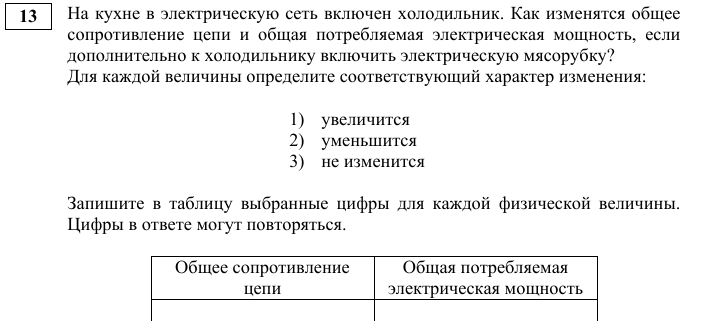 13
На кухне в электрическую сеть включен холодильник. Как изменятся общее
сопротивление цепи и общая потребляемая электрическая мощность, если
дополнительно к холодильнику включить электрическую мясорубку?
Для каждой величины определите соответствующий характер изменения:
1) увеличится
2) уменьшится
3) не изменится
Запишите в таблицу выбранные цифры для каждой физической величины.
Цифры в ответе могут повторяться.
Общее сопротивление
цепи
Общая потребляемая
электрическая мощность